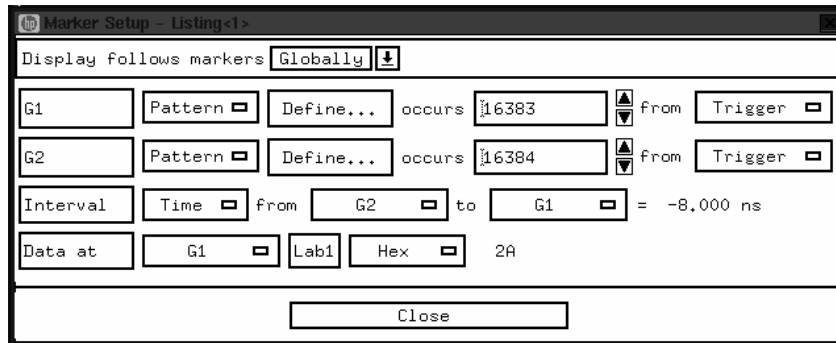 hp Marker Setup - Listing<1>
Display follows markers Globally
G1 Pattern Define... occurs 16383 from Trigger
G2 Pattern Define... occurs 16384 from Trigger
Interval Time from G2 to G1 = -8.000 ns
Data at G1 Lab1 Hex 2A
Close